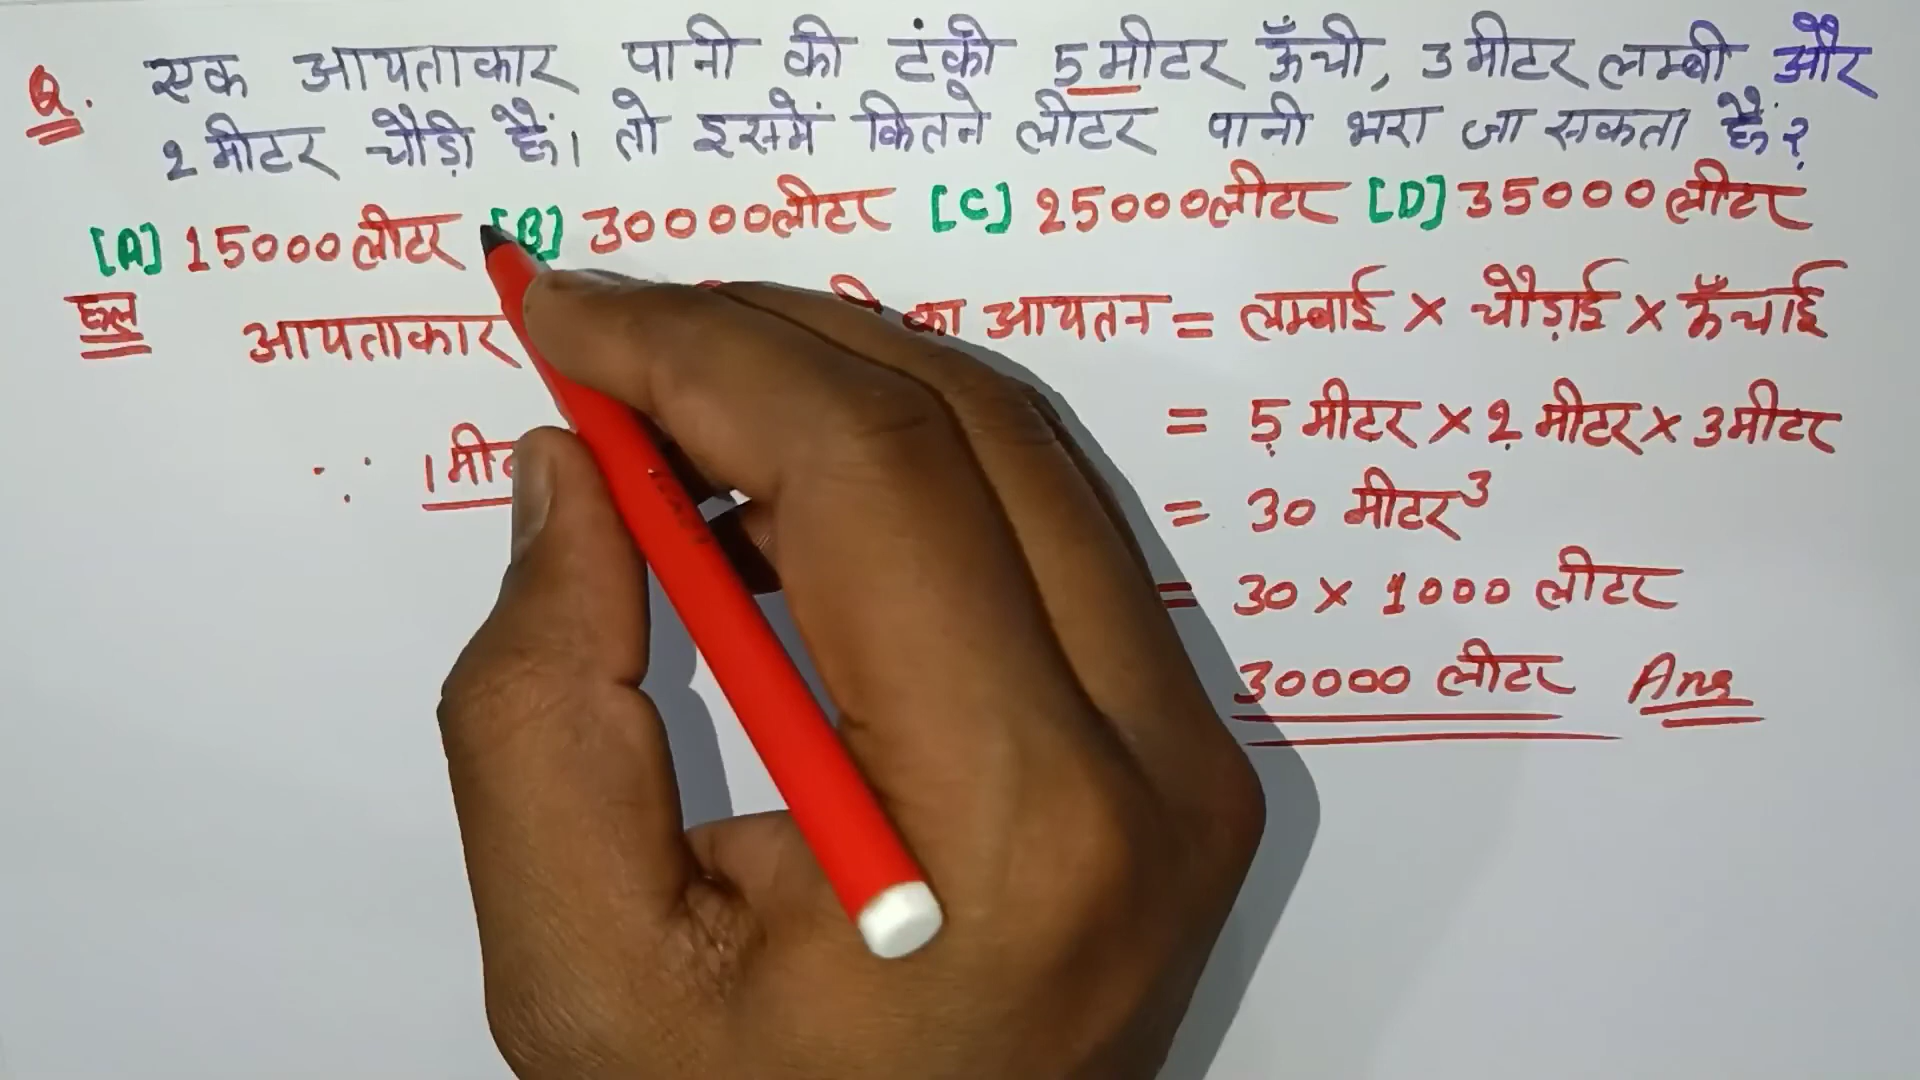 Q. एक आयताकार पानी की टंकी 5 मीटर ऊँची, 3 मीटर लम्बी और
2 मीटर चौड़ी हैं। तो इसमें कितने लीटर पानी भरा जा सकता हैं?
[A] 15000 लीटर [B] 30000 लीटर [C] 25000 लीटर [D] 35000 लीटर
हल आयताकार का आयतन = लम्बाई × चौड़ाई × ऊँचाई
= 5 मीटर × 2 मीटर × 3 मीटर
∵ 1
= 30 मीटर³
= 30 × 1000 लीटर
30000 लीटर Ans